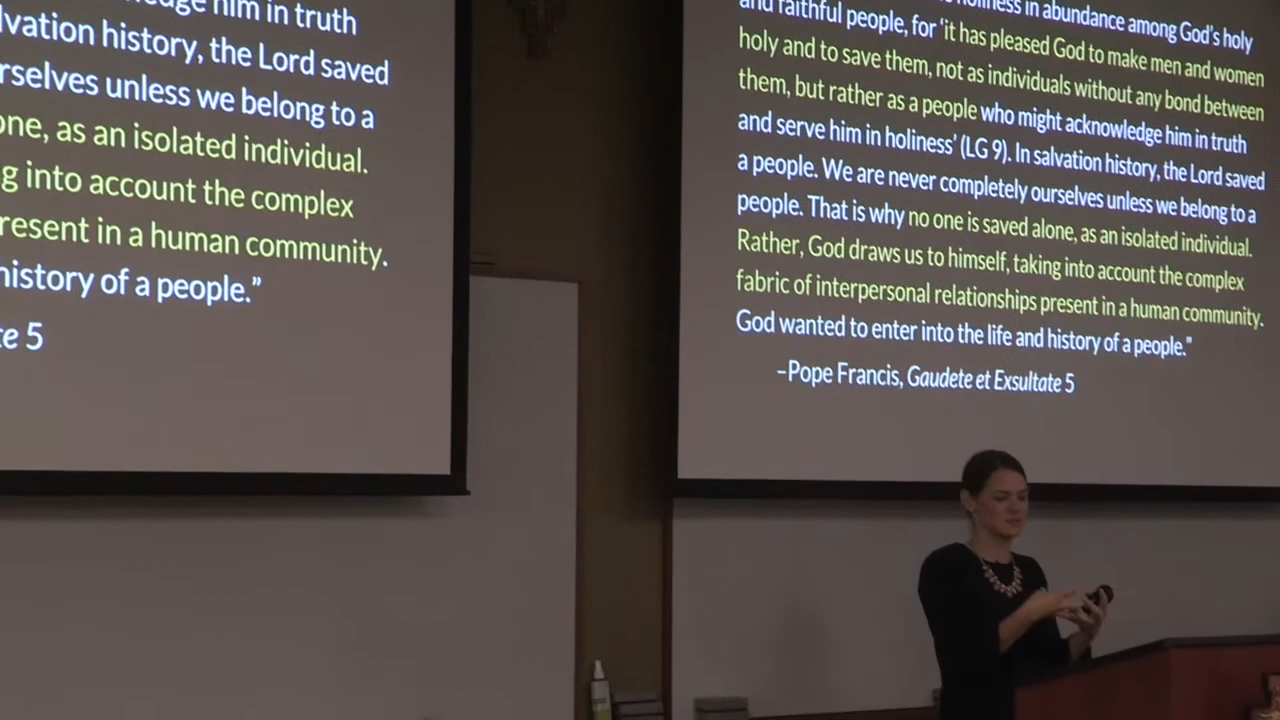 him in truth
lvation history, the Lord saved
rselves unless we belong to a
one, as an isolated individual.
g into account the complex
resent in a human community.
history of a people.”
te 5
in abundance among God’s holy
and faithful people, for ‘it has pleased God to make men and women
holy and to save them, not as individuals without any bond between
them, but rather as a people who might acknowledge him in truth
and serve him in holiness’ (LG 9). In salvation history, the Lord saved
a people. We are never completely ourselves unless we belong to a
people. That is why no one is saved alone, as an isolated individual.
Rather, God draws us to himself, taking into account the complex
fabric of interpersonal relationships present in a human community.
God wanted to enter into the life and history of a people.”
–Pope Francis, Gaudete et Exsultate 5